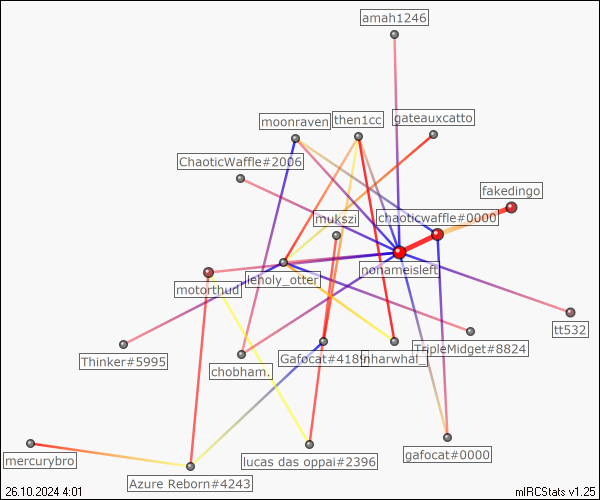 amah1246
moonraven
then1cc
gateauxcatto
ChaoticWaffle#2006
fakedingo
mukszi
chaoticwaffle#0000
nonameisleft
leholy_otter
motorthud
tt532
Thinker#5995
chobham.
Gafocat#4189
nharwhal_
TripleMidget#8824
mercurybro
Azure Reborn#4243
lucas das oppai#2396
gafocat#0000
26.10.2024 4:01
mIRCStats v1.25